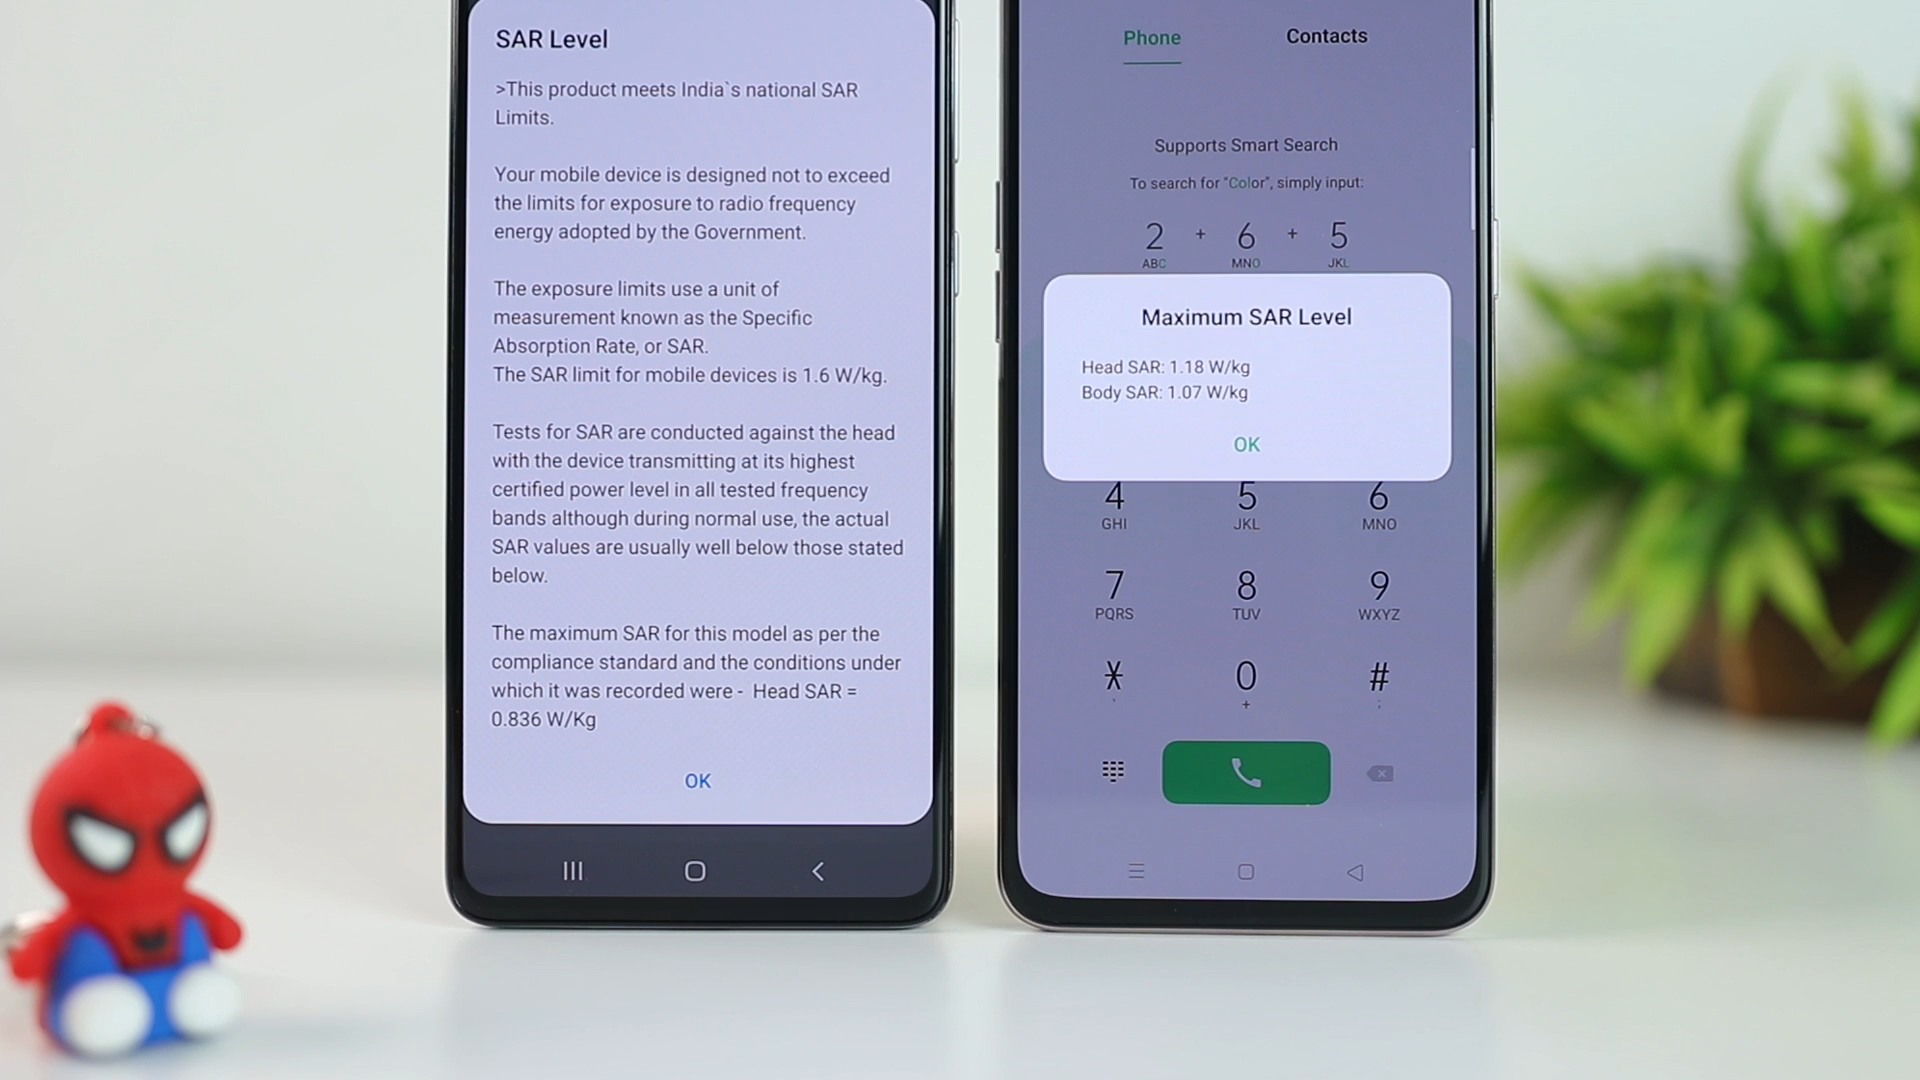 SAR Level
>This product meets India`s national SAR
Limits.
Your mobile device is designed not to exceed
the limits for exposure to radio frequency
energy adopted by the Government.
The exposure limits use a unit of
measurement known as the Specific
Absorption Rate, or SAR.
The SAR limit for mobile devices is 1.6 W/kg.
Tests for SAR are conducted against the head
with the device transmitting at its highest
certified power level in all tested frequency
bands although during normal use, the actual
SAR values are usually well below those stated
below.
The maximum SAR for this model as per the
compliance standard and the conditions under
which it was recorded were - Head SAR =
0.836 W/Kg
OK
Phone Contacts
Supports Smart Search
To search for "Color", simply input:
2 + 6 + 5
ABC MNO JKL
Maximum SAR Level
Head SAR: 1.18 W/kg
Body SAR: 1.07 W/kg
OK
4 5 6
GHI JKL MNO
7 8 9
PQRS TUV WXYZ
* 0 #
, + ;